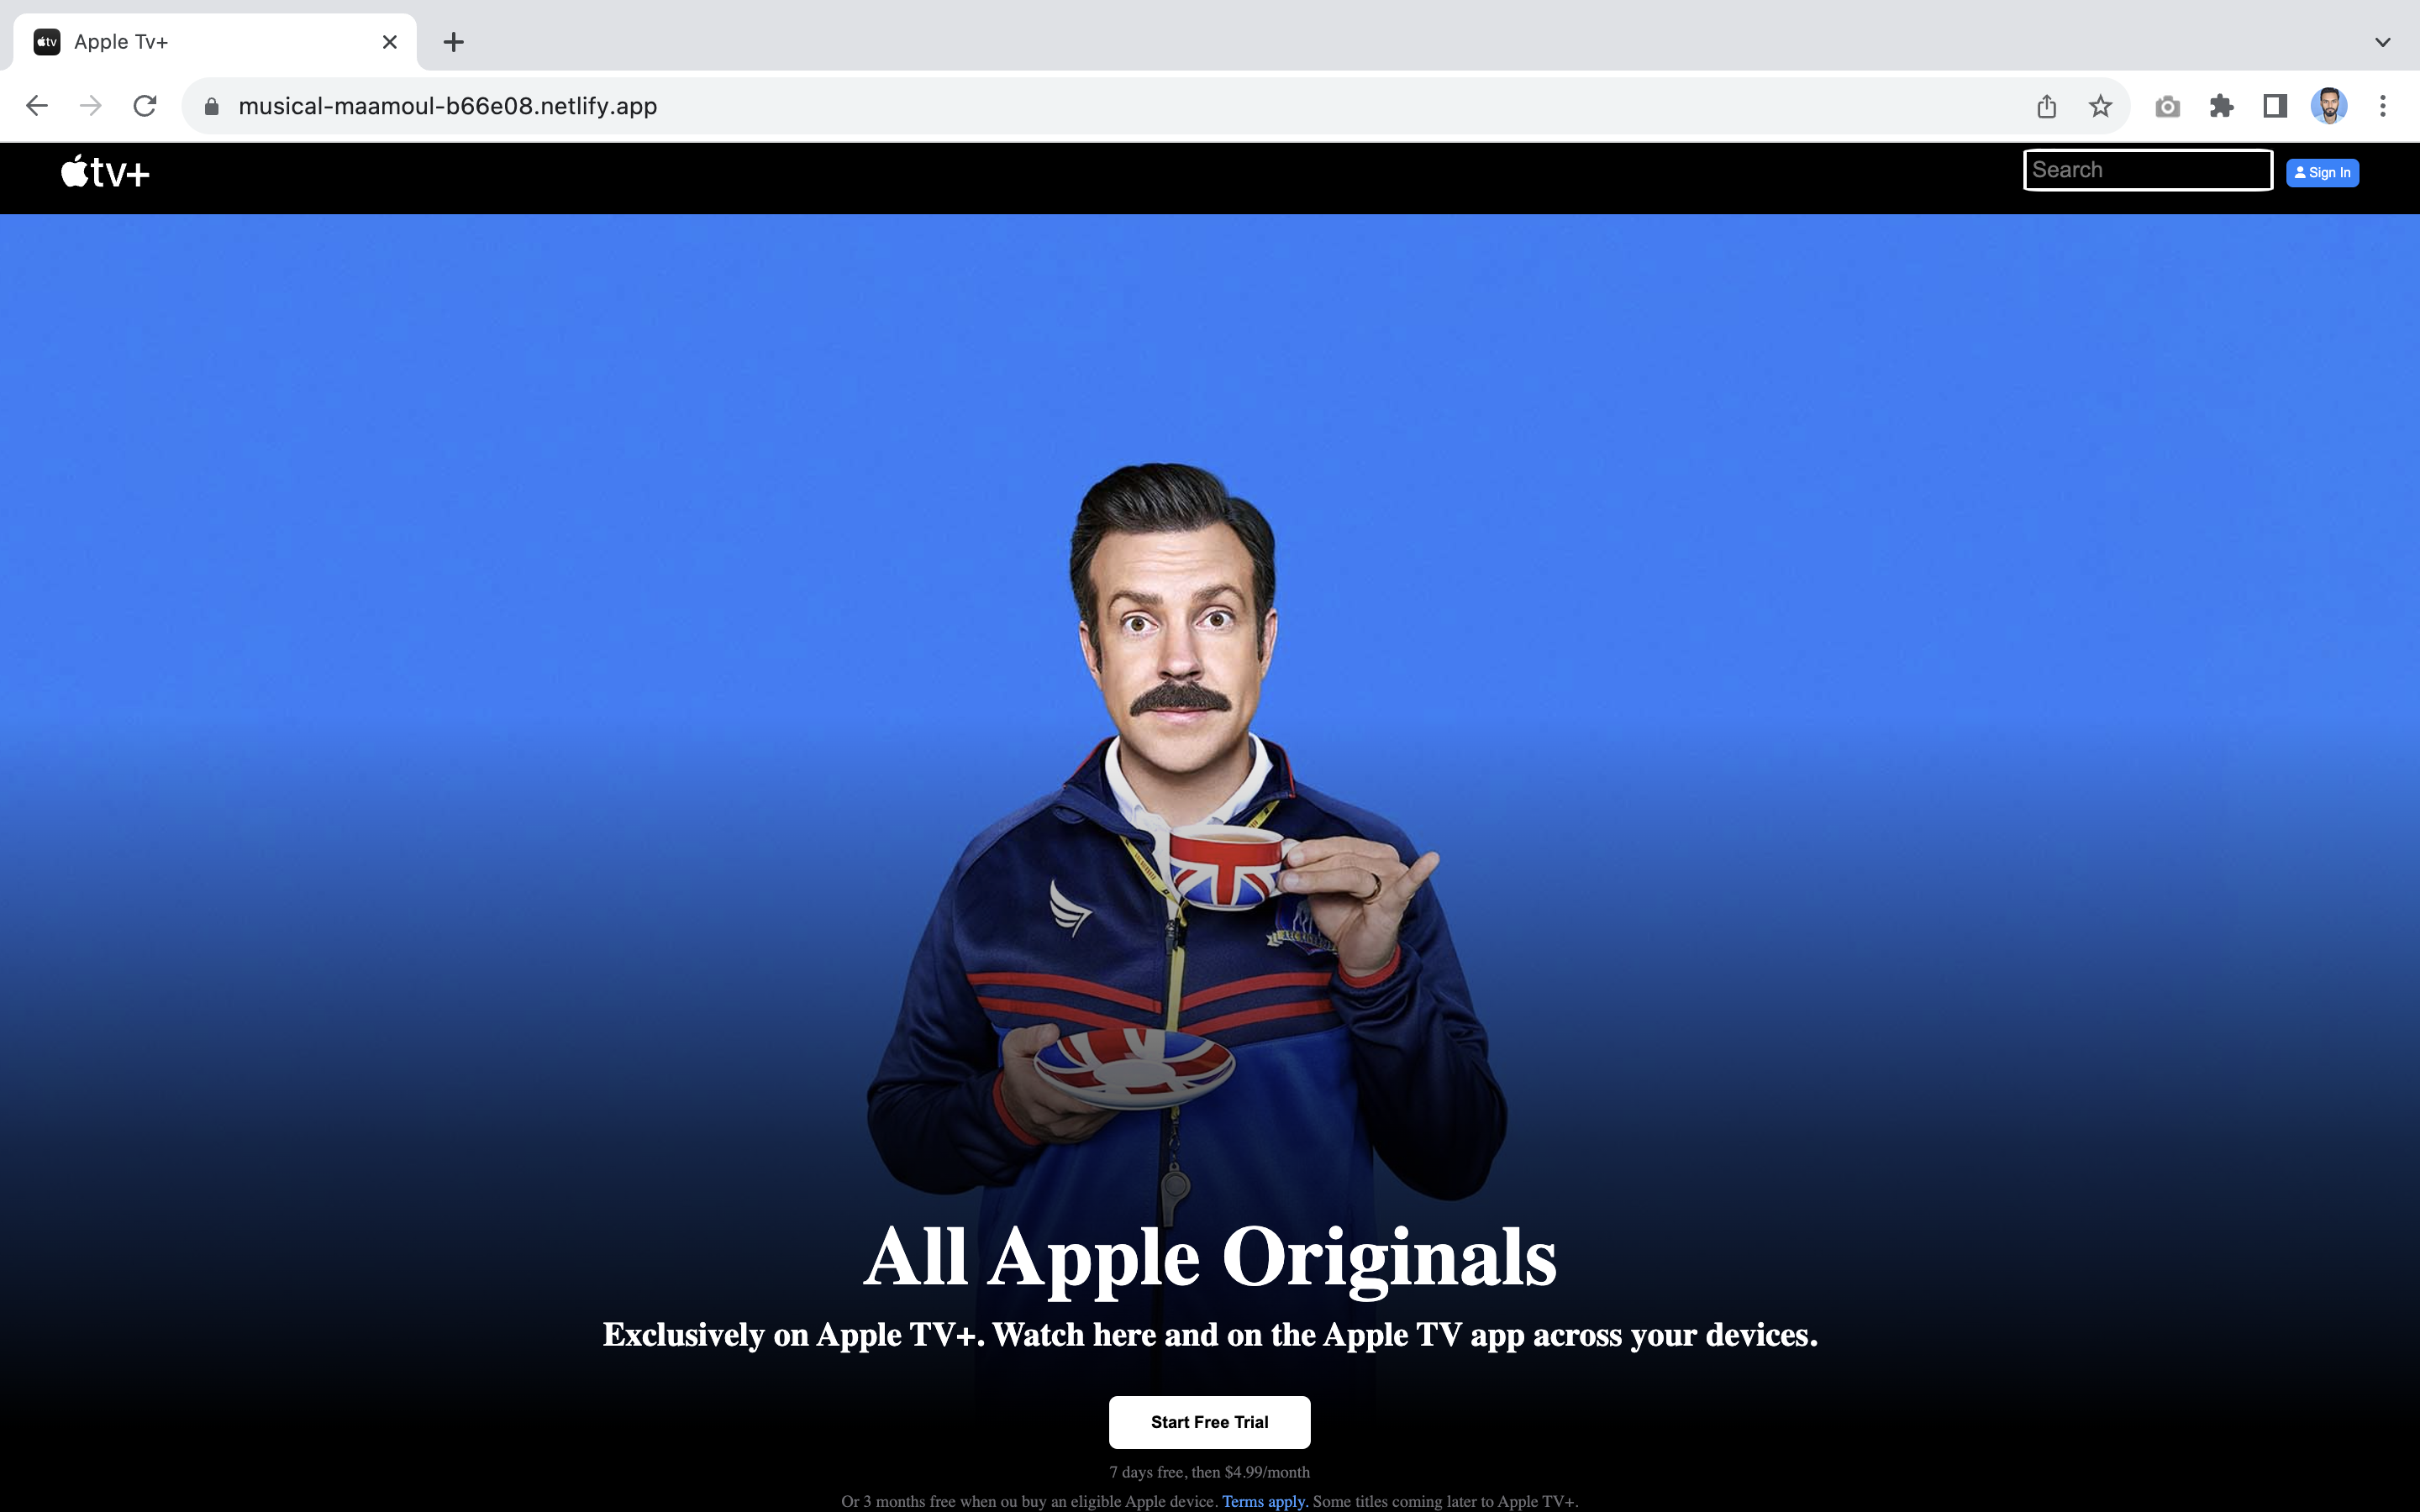 tv
Apple Tv+
musical-maamoul-b66e08.netlify.app
tv+
Search
Sign In
All Apple Originals
Exclusively on Apple TV+. Watch here and on the Apple TV app across your devices.
Start Free Trial
7 days free, then $4.99/month
Or 3 months free when ou buy an eligible Apple device. Terms apply. Some titles coming later to Apple TV+.